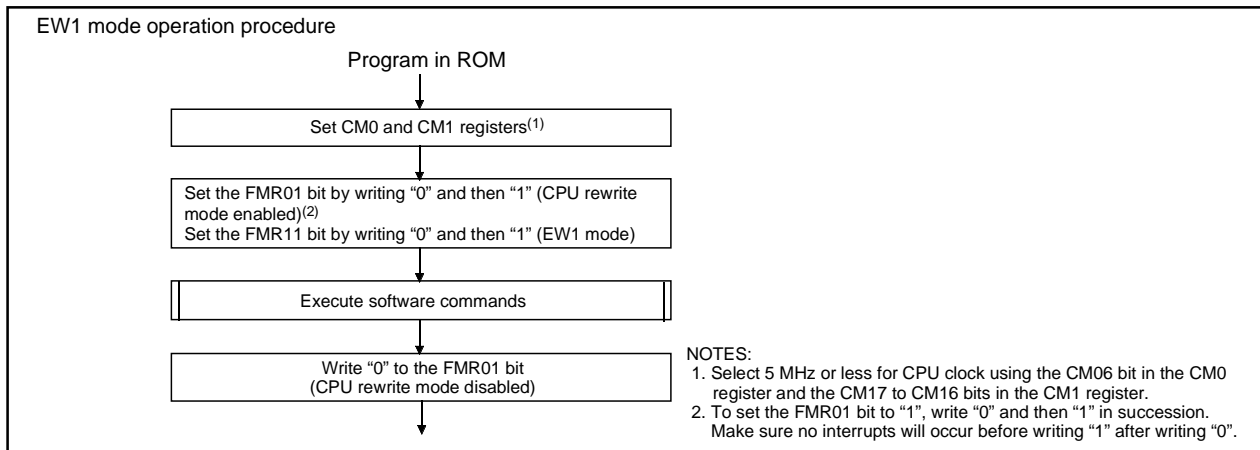 EW1 mode operation procedure
Program in ROM
Set CM0 and CM1 registers(1)
Set the FMR01 bit by writing “0” and then “1” (CPU rewrite
mode enabled)(2)
Set the FMR11 bit by writing “0” and then “1” (EW1 mode)
Execute software commands
Write “0” to the FMR01 bit
(CPU rewrite mode disabled)
NOTES:
1. Select 5 MHz or less for CPU clock using the CM06 bit in the CM0
register and the CM17 to CM16 bits in the CM1 register.
2. To set the FMR01 bit to “1”, write “0” and then “1” in succession.
Make sure no interrupts will occur before writing “1” after writing “0”.